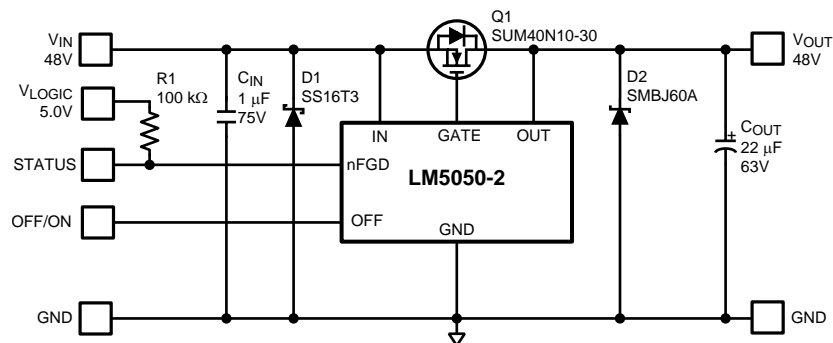 Q1
SUM40N10-30
VIN
48V
VOUT
48V
R1
100 kΩ
CIN
1 µF
75V
D1
SS16T3
D2
SMBJ60A
VLOGIC
5.0V
IN
GATE
OUT
+
COUT
22 µF
63V
STATUS
nFGD
LM5050-2
OFF/ON
OFF
GND
GND
GND